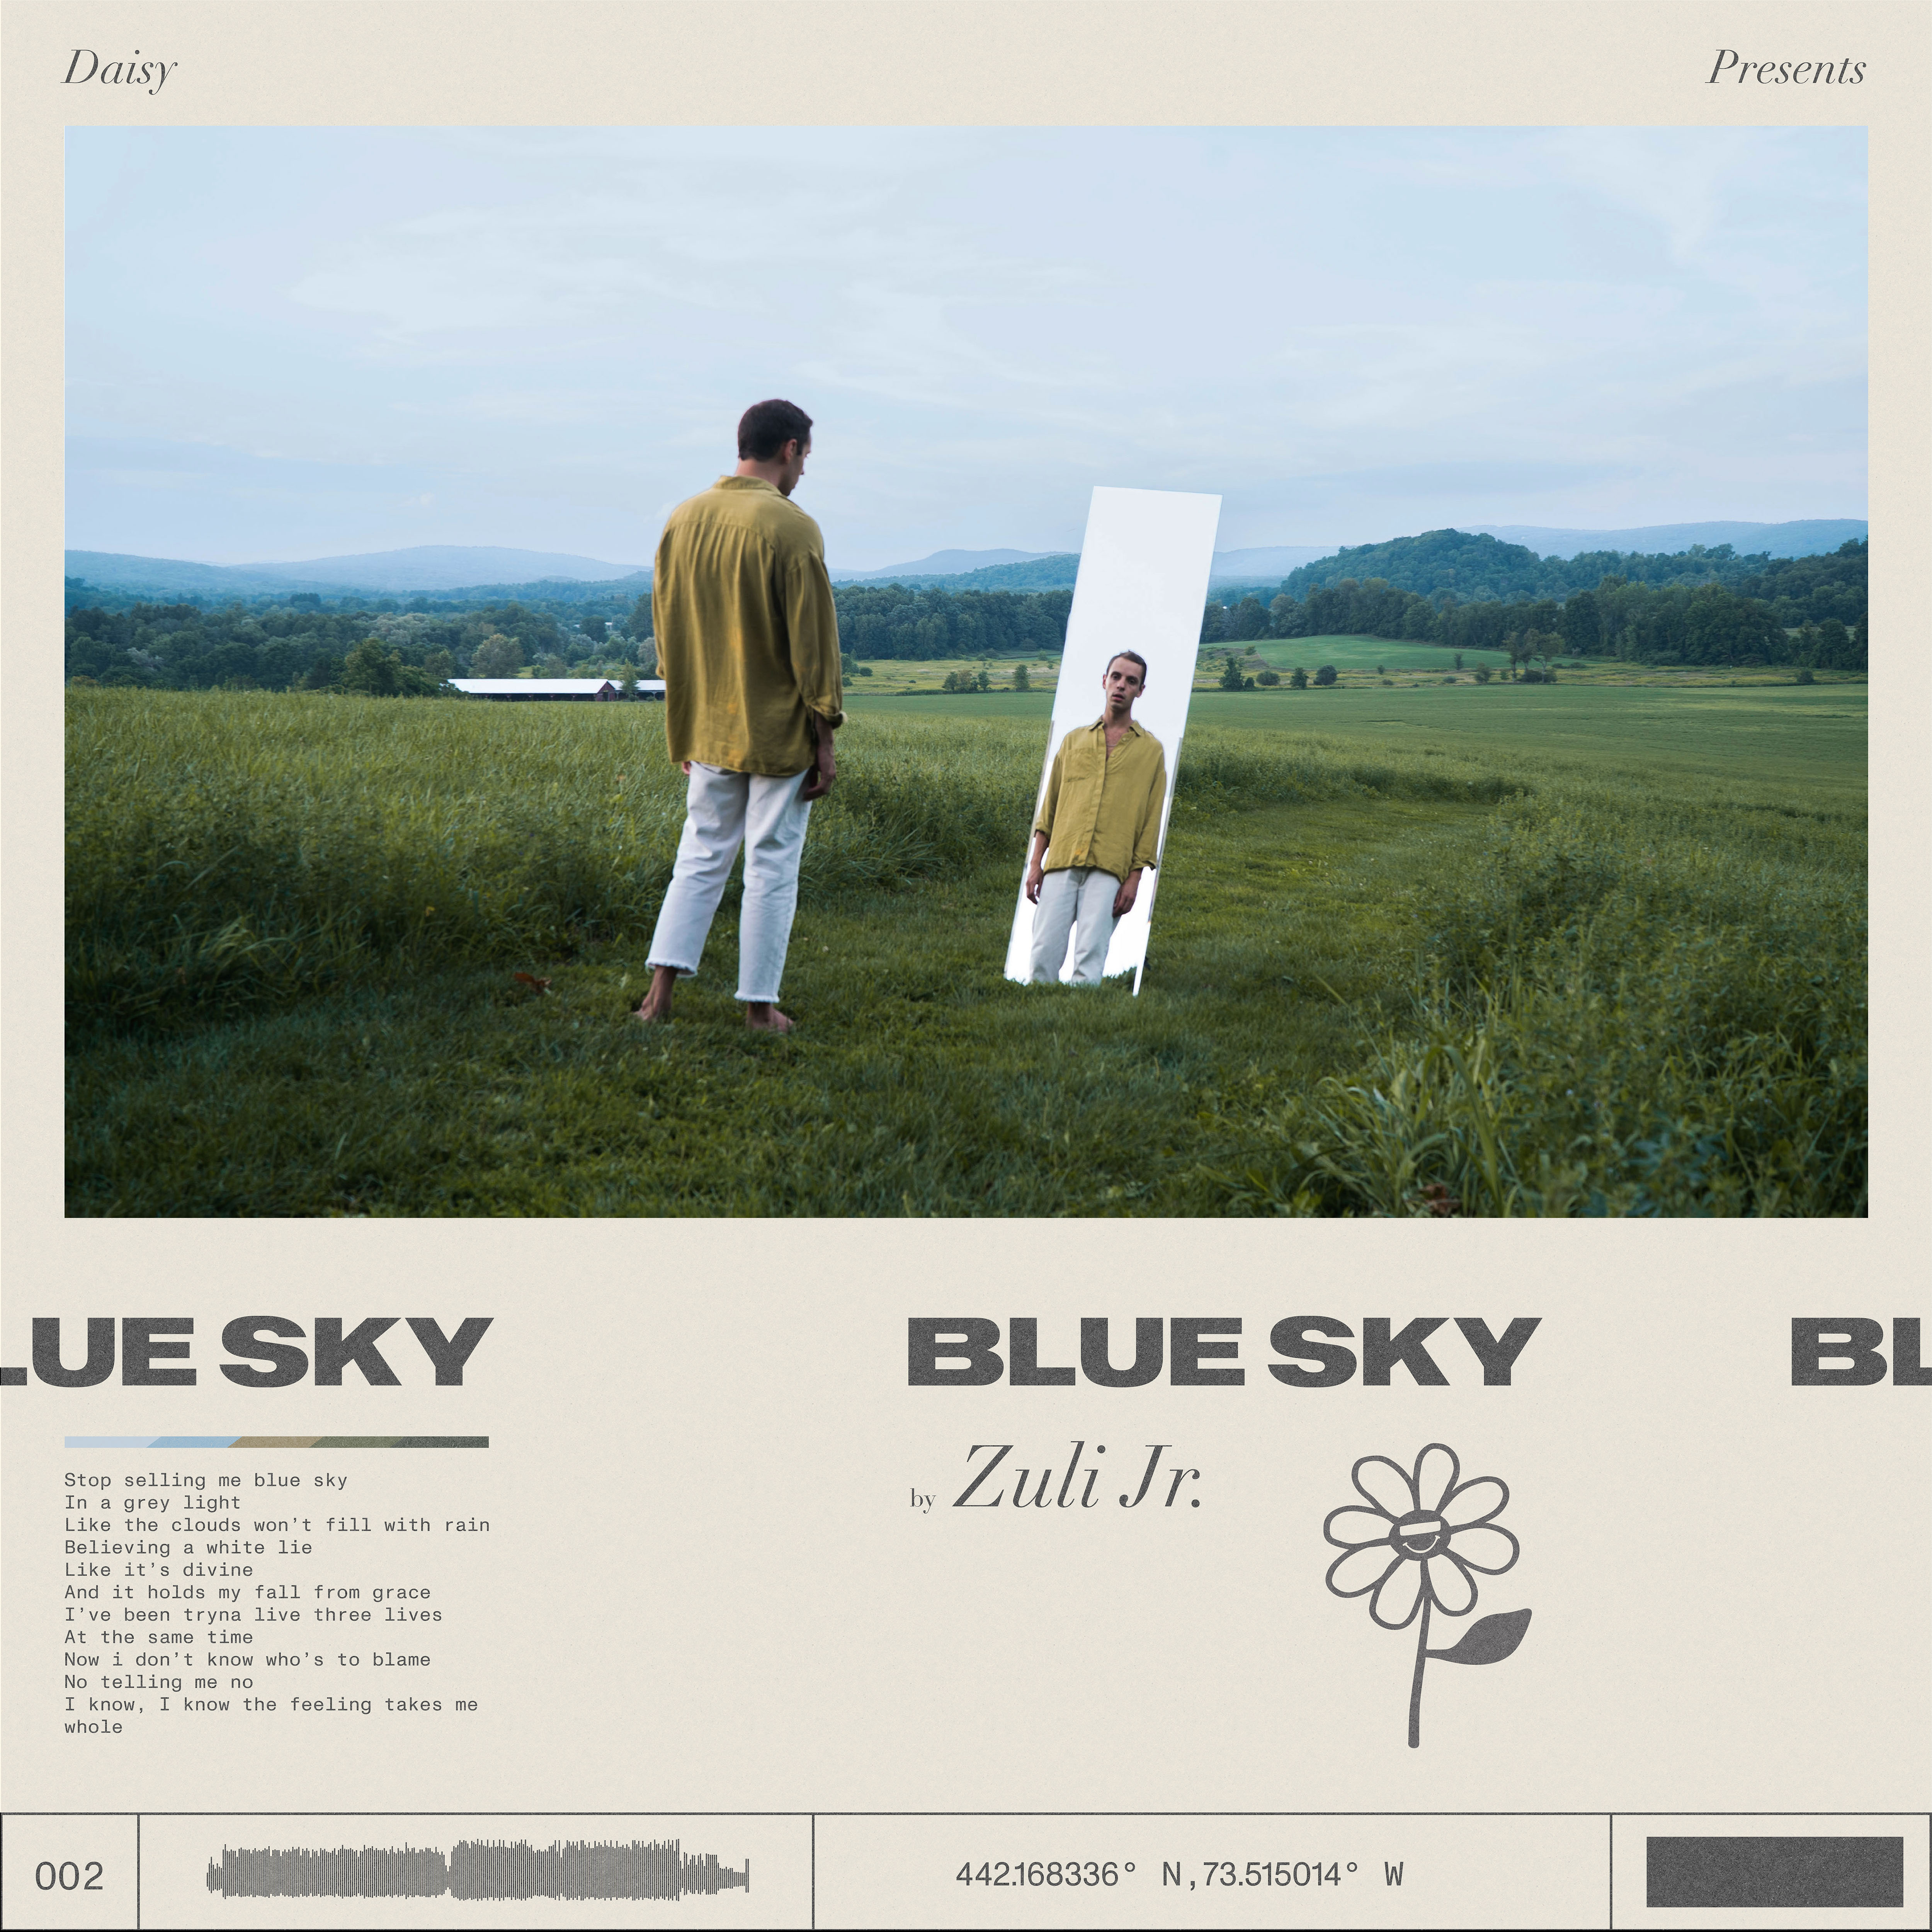 Daisy Presents
LUE SKY BLUE SKY BL
by Zuli Jr.
Stop selling me blue sky
In a grey light
Like the clouds won’t fill with rain
Believing a white lie
Like it’s divine
And it holds my fall from grace
I’ve been tryna live three lives
At the same time
Now i don’t know who’s to blame
No telling me no
I know, I know the feeling takes me
whole
002 442.168336° N,73.515014° W